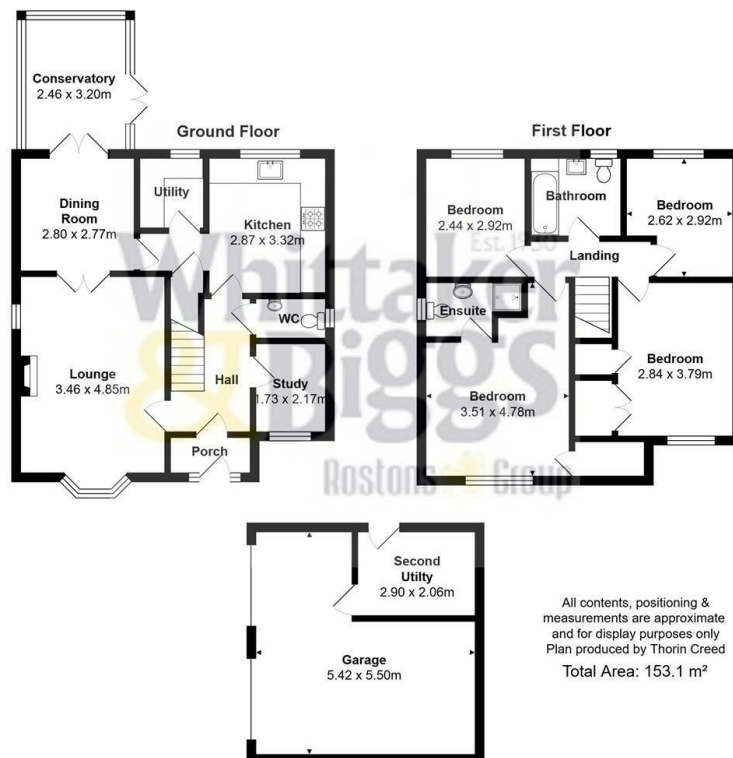 Conservatory
2.46 x 3.20m
Ground Floor
First Floor
Dining
Room
2.80 x 2.77m
Utility
Kitchen
2.87 x 3.32m
Bedroom
2.44 x 2.92m
Bathroom
Bedroom
2.62 x 2.92m
Est. 1930
Whittaker
& Biggs
Rostons Group
Landing
Ensuite
WC
Lounge
3.46 x 4.85m
Hall
Study
1.73 x 2.17m
Bedroom
3.51 x 4.78m
Bedroom
2.84 x 3.79m
Porch
Second
Utilty
2.90 x 2.06m
Garage
5.42 x 5.50m
All contents, positioning &
measurements are approximate
and for display purposes only
Plan produced by Thorin Creed
Total Area: 153.1 m²